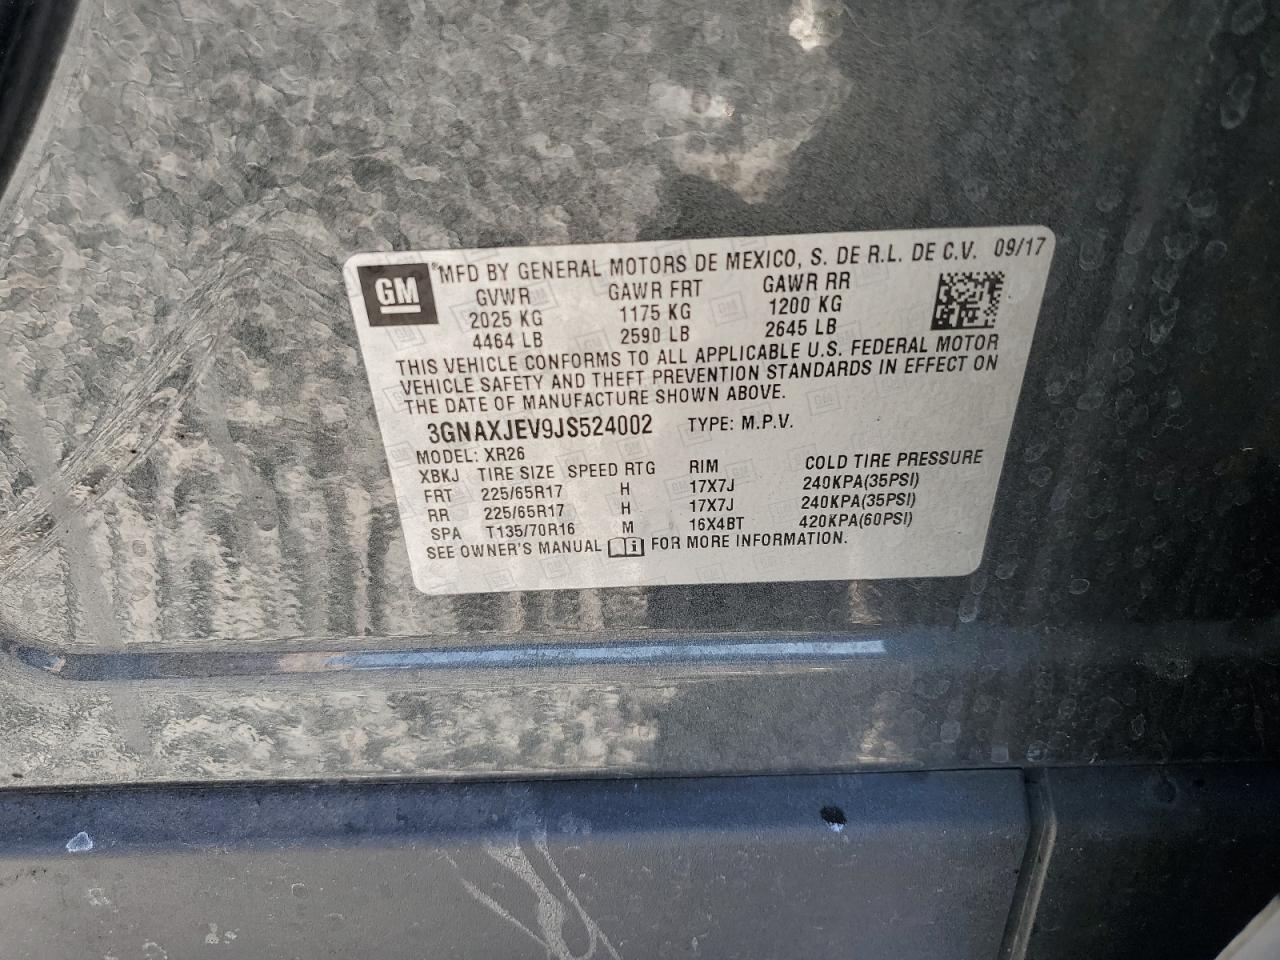 GM
MFD BY GENERAL MOTORS DE MEXICO, S. DE R.L. DE C.V. 09/17
GVWR GAWR FRT GAWR RR
2025 KG 1175 KG 1200 KG
4464 LB 2590 LB 2645 LB
THIS VEHICLE CONFORMS TO ALL APPLICABLE U.S. FEDERAL MOTOR
VEHICLE SAFETY AND THEFT PREVENTION STANDARDS IN EFFECT ON
THE DATE OF MANUFACTURE SHOWN ABOVE.
3GNAXJEV9JS524002 TYPE: M.P.V.
MODEL: XR26
XBKJ TIRE SIZE SPEED RTG RIM COLD TIRE PRESSURE
FRT 225/65R17 H 17X7J 240KPA(35PSI)
RR 225/65R17 H 17X7J 240KPA(35PSI)
SPA T135/70R16 M 16X4BT 420KPA(60PSI)
SEE OWNER'S MANUAL FOR MORE INFORMATION.